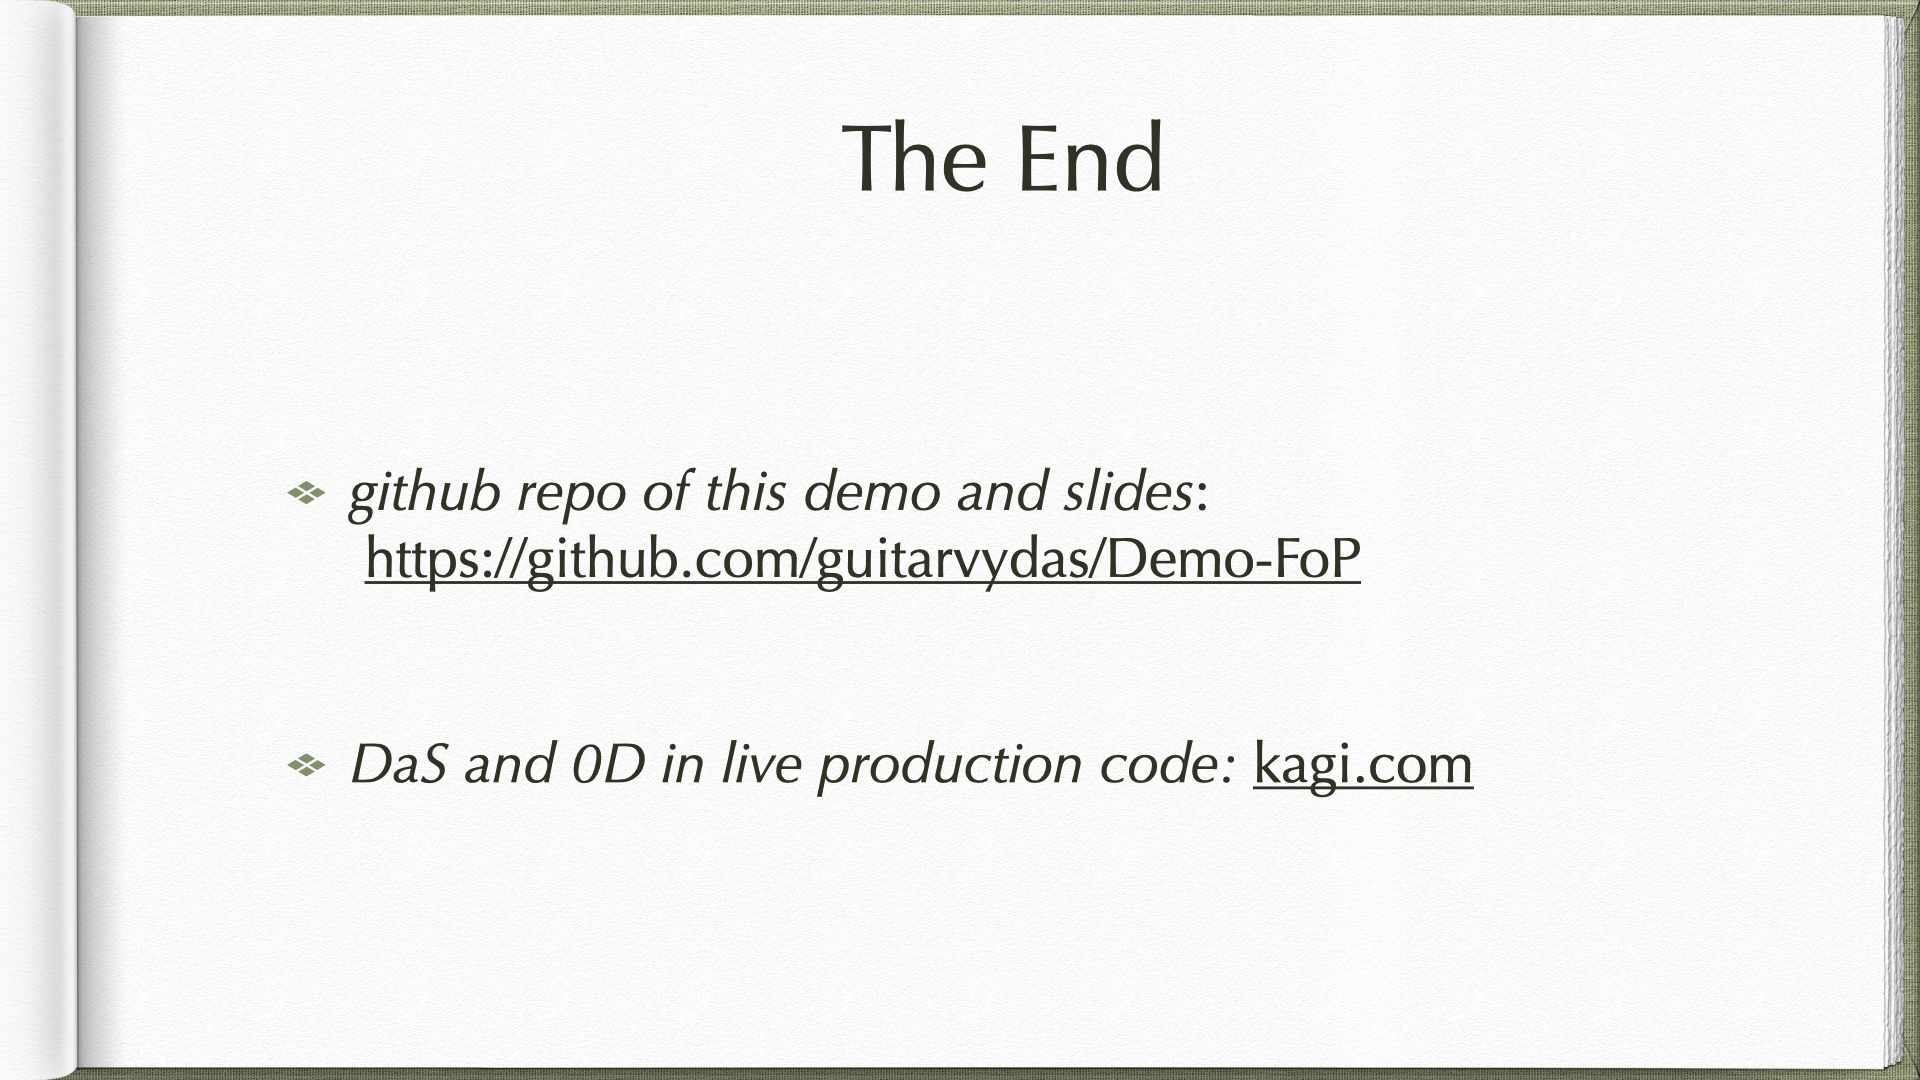 The End
github repo of this demo and slides:
https://github.com/guitarvydas/Demo-FoP
DaS and 0D in live production code: kagi.com